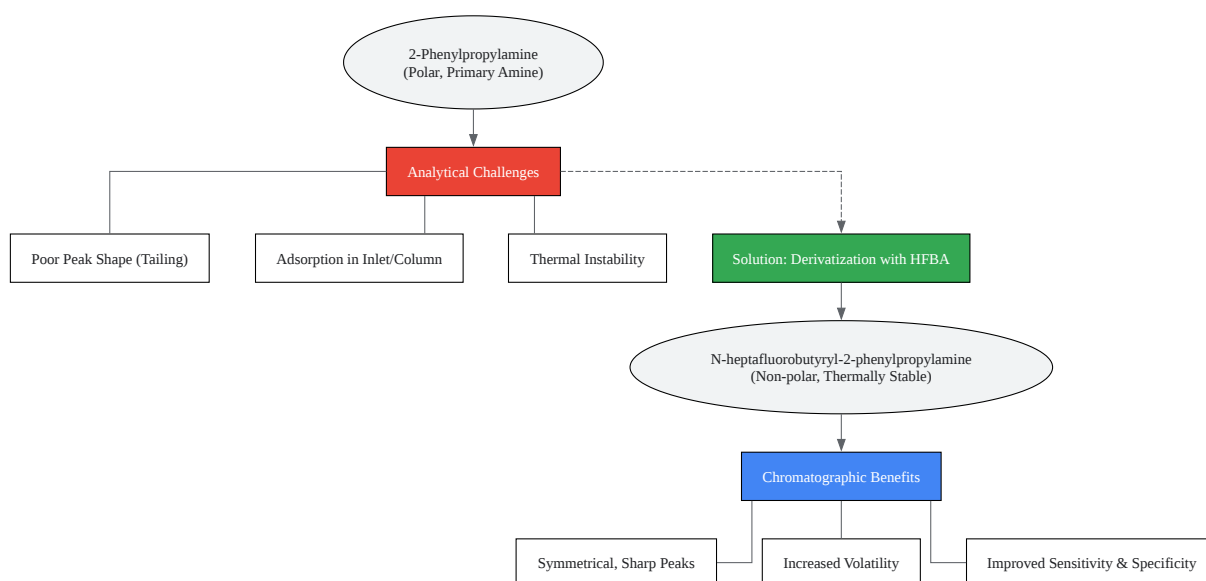 2-Phenylpropylamine
(Polar, Primary Amine)
Analytical Challenges
Poor Peak Shape (Tailing)
Adsorption in Inlet/Column
Thermal Instability
Solution: Derivatization with HFBA
N-heptafluorobutyryl-2-phenylpropylamine
(Non-polar, Thermally Stable)
Chromatographic Benefits
Symmetrical, Sharp Peaks
Increased Volatility
Improved Sensitivity & Specificity